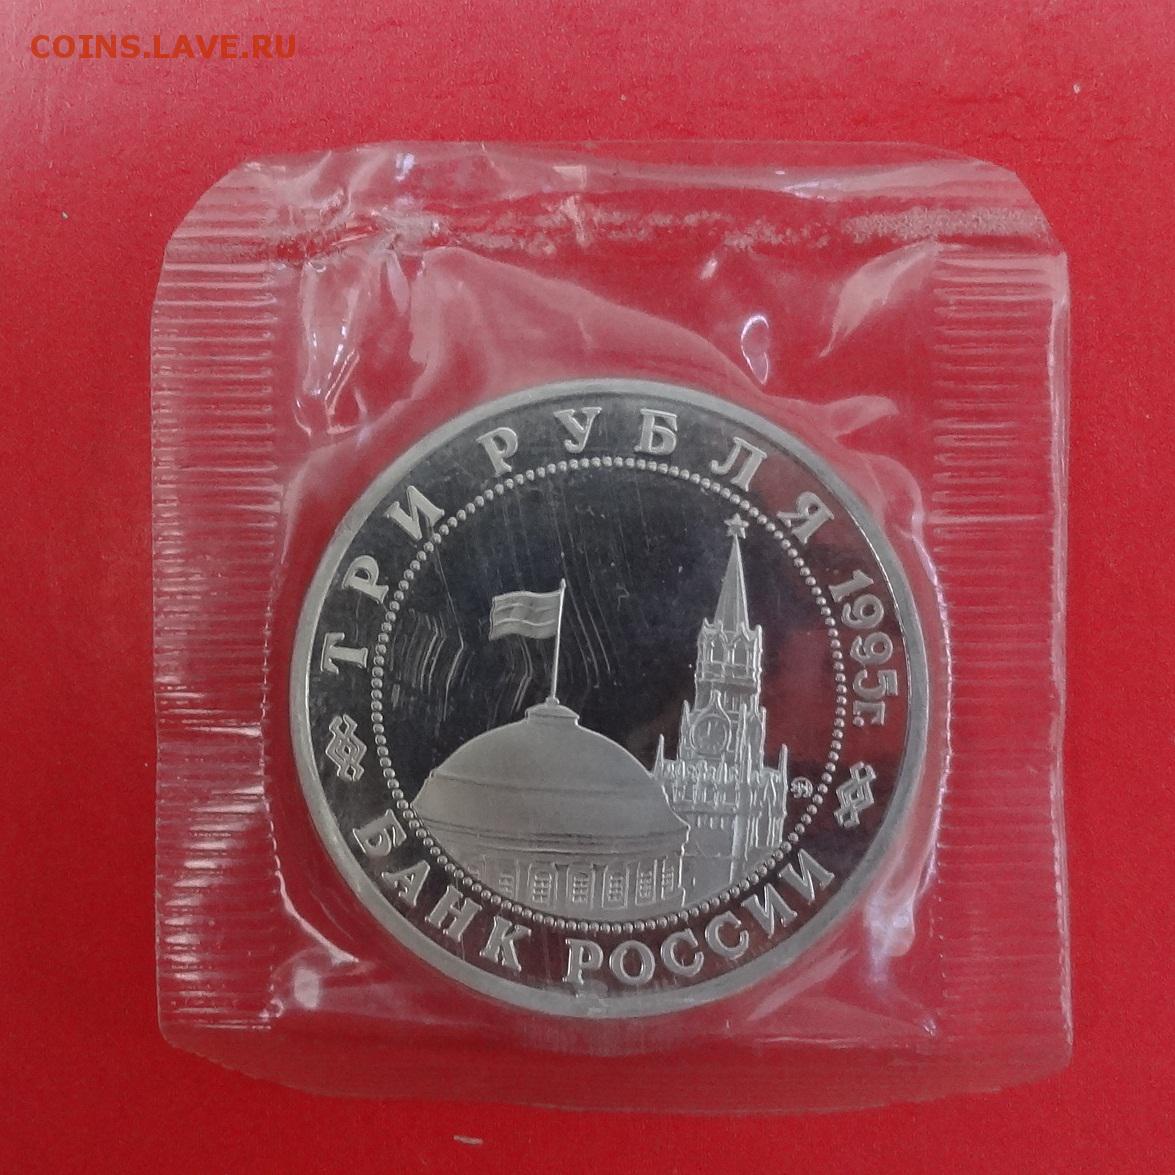 COINS.LAVE.RU
ТРИ РУБЛЯ 1995г.
БАНК РОССИИ